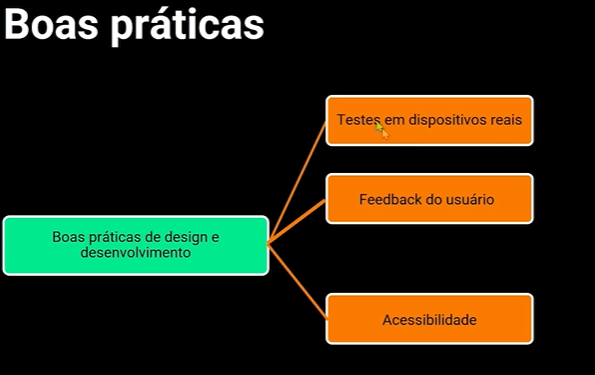 Boas práticas
Testes em dispositivos reais
Feedback do usuário
Boas práticas de design e
desenvolvimento
Acessibilidade